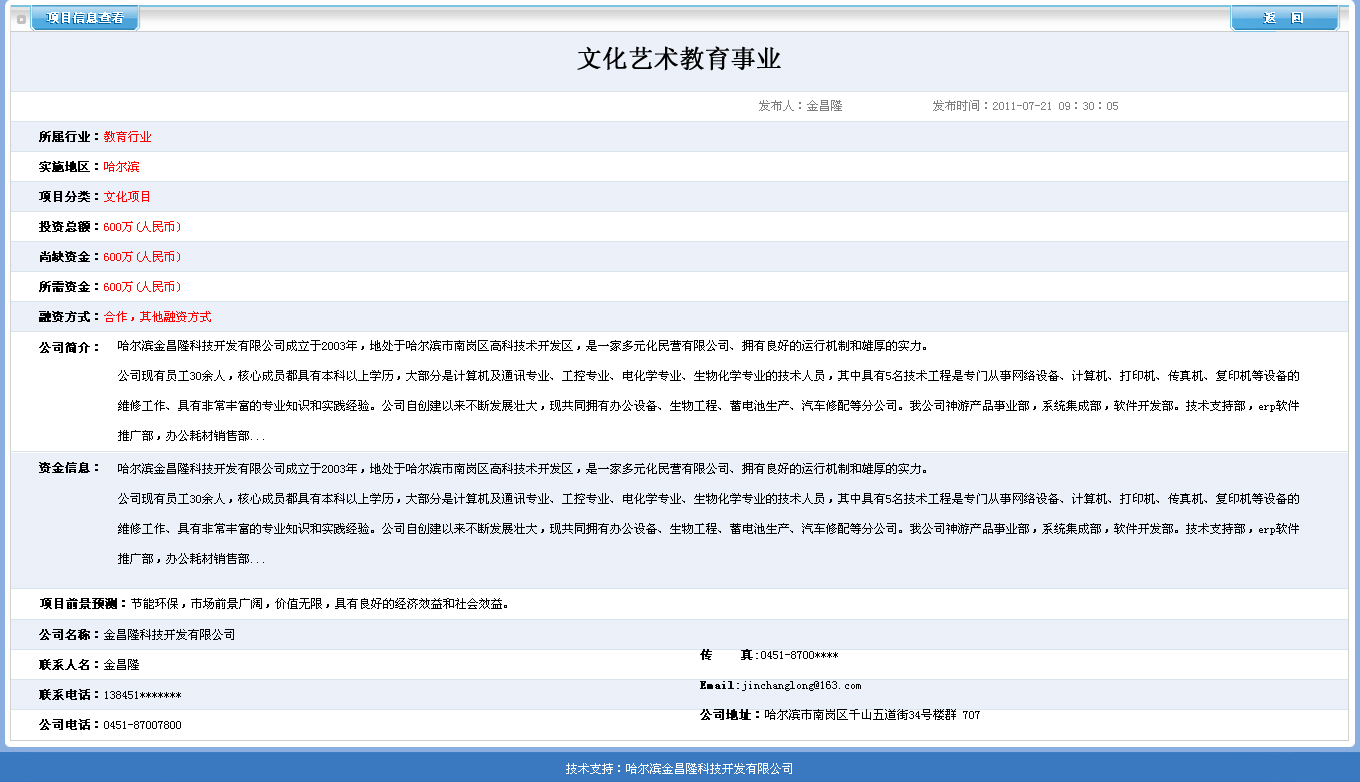 项目信息查看
返 回
文化艺术教育事业
发布人：金昌隆 发布时间：2011-07-21 09：30：05
所属行业：教育行业
实施地区：哈尔滨
项目分类：文化项目
投资总额：600万(人民币)
尚缺资金：600万(人民币)
所需资金：600万(人民币)
融资方式：合作，其他融资方式
公司简介： 哈尔滨金昌隆科技开发有限公司成立于2003年，地处于哈尔滨市南岗区高科技术开发区，是一家多元化民营有限公司、拥有良好的运行机制和雄厚的实力。
公司现有员工30余人，核心成员都具有本科以上学历，大部分是计算机及通讯专业、工控专业、电化学专业、生物化学专业的技术人员，其中具有5名技术工程是专门从事网络设备、计算机、打印机、传真机、复印机等设备的
维修工作、具有非常丰富的专业知识和实践经验。公司自创建以来不断发展壮大，现共同拥有办公设备、生物工程、蓄电池生产、汽车修配等分公司。我公司神游产品事业部，系统集成部，软件开发部。技术支持部，erp软件
推广部，办公耗材销售部...
资金信息： 哈尔滨金昌隆科技开发有限公司成立于2003年，地处于哈尔滨市南岗区高科技术开发区，是一家多元化民营有限公司、拥有良好的运行机制和雄厚的实力。
公司现有员工30余人，核心成员都具有本科以上学历，大部分是计算机及通讯专业、工控专业、电化学专业、生物化学专业的技术人员，其中具有5名技术工程是专门从事网络设备、计算机、打印机、传真机、复印机等设备的
维修工作、具有非常丰富的专业知识和实践经验。公司自创建以来不断发展壮大，现共同拥有办公设备、生物工程、蓄电池生产、汽车修配等分公司。我公司神游产品事业部，系统集成部，软件开发部。技术支持部，erp软件
推广部，办公耗材销售部...
项目前景预测：节能环保，市场前景广阔，价值无限，具有良好的经济效益和社会效益。
公司名称：金昌隆科技开发有限公司
联系人名：金昌隆
联系电话：138451*******
公司电话：0451-87007800
传 真:0451-8700****
Email:jinchanglong@163.com
公司地址：哈尔滨市南岗区千山五道街34号楼群 707
技术支持：哈尔滨金昌隆科技开发有限公司